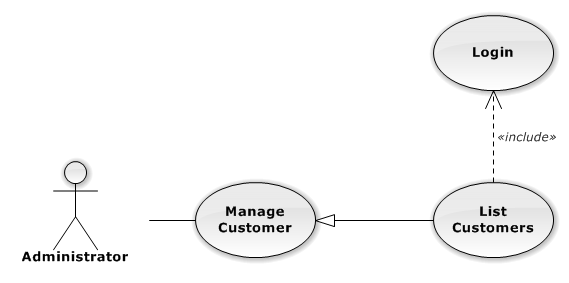 Login
«include»
Manage
Customer
List
Customers
Administrator